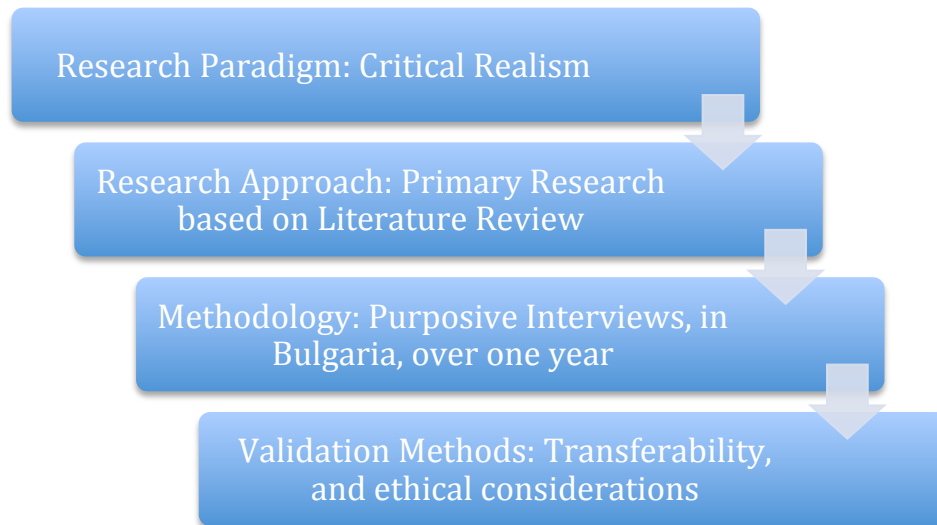 Research Paradigm: Critical Realism
Research Approach: Primary Research
based on Literature Review
Methodology: Purposive Interviews, in
Bulgaria, over one year
Validation Methods: Transferability,
and ethical considerations